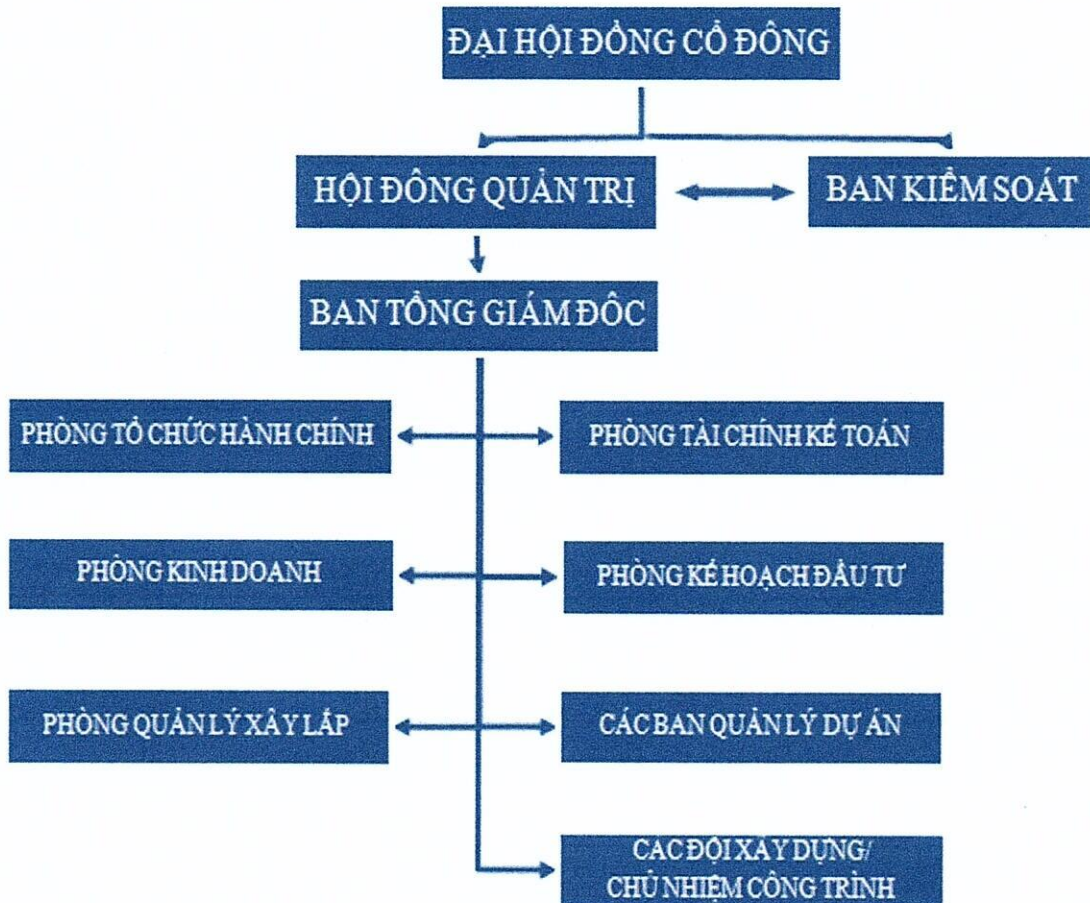 ĐẠI HỘI ĐỒNG CỔ ĐÔNG
HỘI ĐỒNG QUẢN TRỊ
BAN KIỂM SOÁT
BAN TỔNG GIÁM ĐỐC
PHÒNG TỔ CHỨC HÀNH CHÍNH
PHÒNG TÀI CHÍNH KẾ TOÁN
PHÒNG KINH DOANH
PHÒNG KẾ HOẠCH ĐẦU TƯ
PHÒNG QUẢN LÝ XÂY LẮP
CÁC BAN QUẢN LÝ DỰ ÁN
CÁC ĐỘI XÂY DỰNG/
CHỦ NHIỆM CÔNG TRÌNH